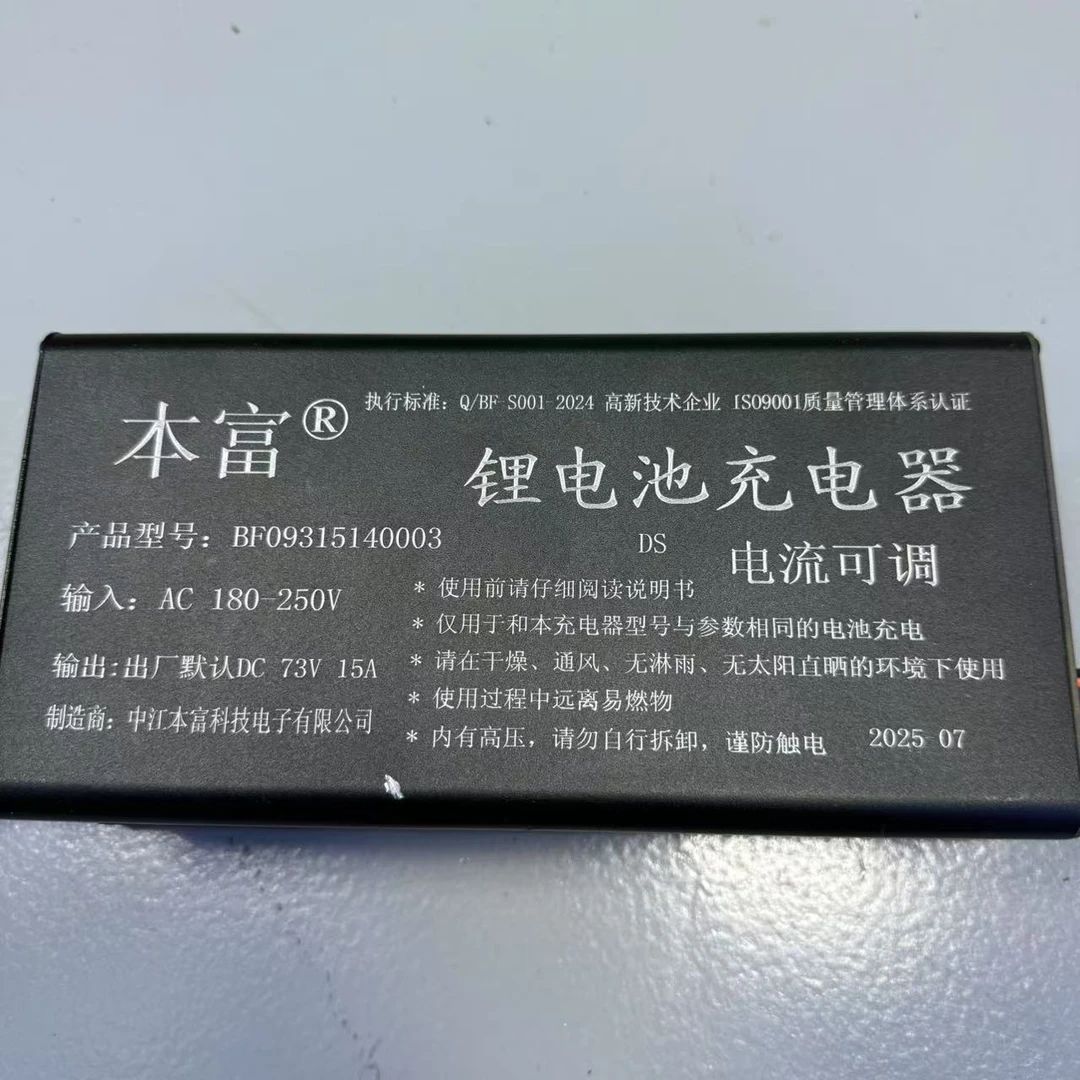 本富®
执行标准：Q/BF S001-2024 高新技术企业 ISO9001质量管理体系认证
锂电池充电器
产品型号：BF09315140003
DS
电流可调
输入：AC 180-250V
输出:出厂默认DC 73V 15A
制造商：中江本富科技电子有限公司
* 使用前请仔细阅读说明书
* 仅用于和本充电器型号与参数相同的电池充电
* 请在干燥、通风、无淋雨、无太阳直晒的环境下使用
* 使用过程中远离易燃物
* 内有高压，请勿自行拆卸，谨防触电
2025 07